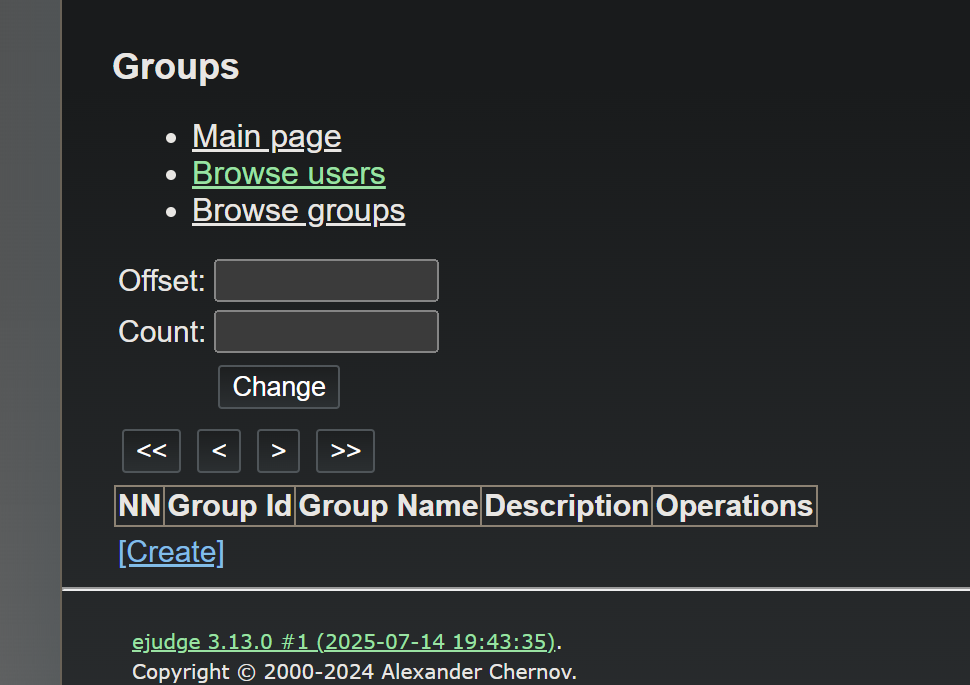 Groups
Main page
Browse users
Browse groups
Offset:
Count:
Change
<< < > >>
NN Group Id Group Name Description Operations
[Create]
ejudge 3.13.0 #1 (2025-07-14 19:43:35).
Copyright © 2000-2024 Alexander Chernov.